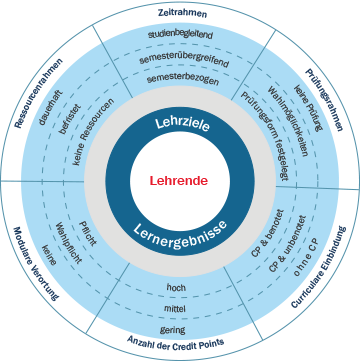 Zeitrahmen
studienbegleitend
semesterübergreifend
semesterbezogen
Prüfungsrahmen
keine Prüfung
Wahlmöglichkeiten
Prüfungsform festgelegt
Curriculare Einbindung
ohne CP
CP & unbenotet
CP & benotet
Anzahl der Credit Points
gering
mittel
hoch
Modulare Verortung
keine
Wahlpflicht
Pflicht
Ressourcenrahmen
dauerhaft
befristet
keine Ressourcen
Lehrziele
Lehrende
Lernergebnisse